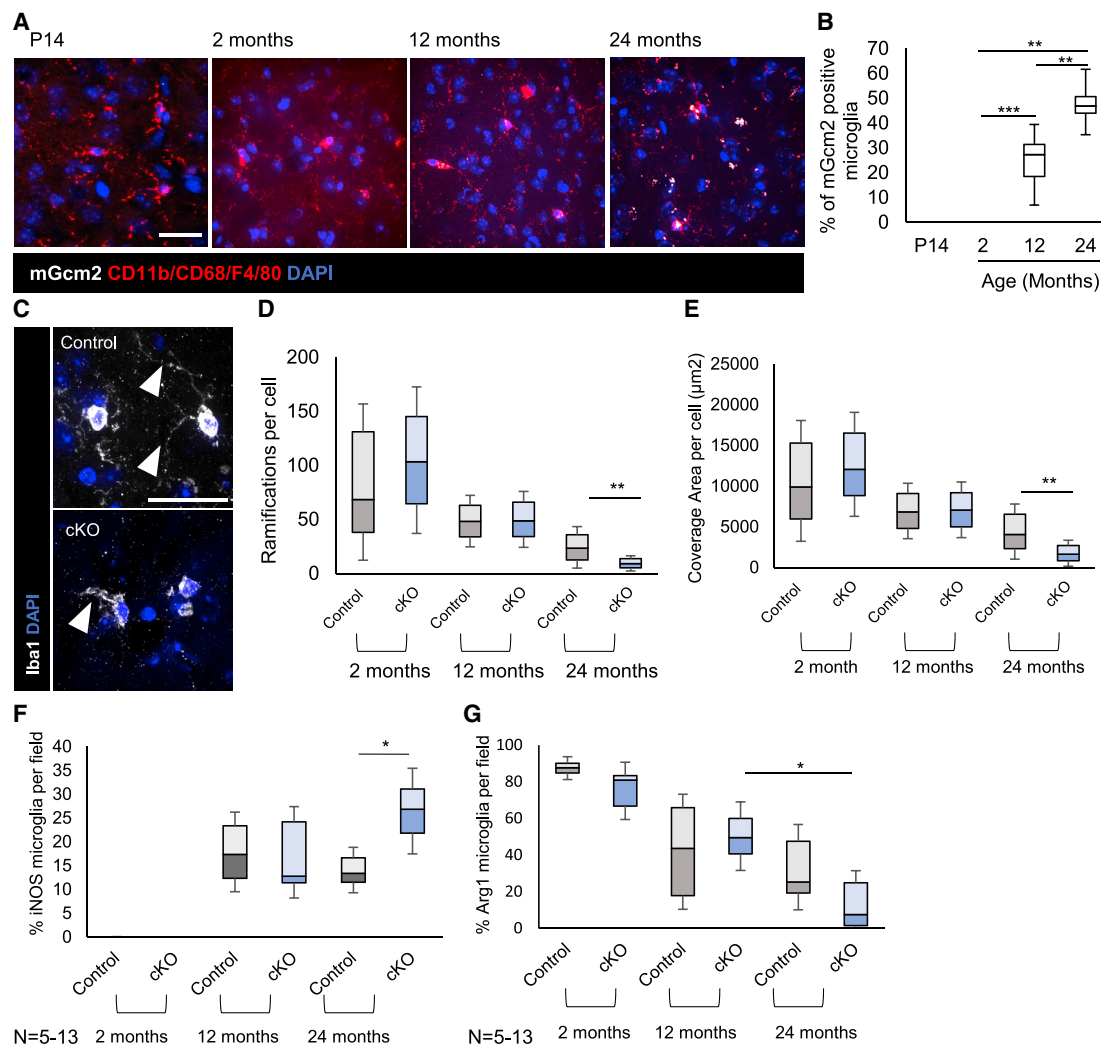 A
P14
2 months
12 months
24 months
mGcm2 CD11b/CD68/F4/80 DAPI
B
% of mGcm2 positive
microglia
70
60
50
40
30
20
10
0
**
**
***
P14
2
12
24
Age (Months)
C
Control
cKO
Iba1 DAPI
D
Ramifications per cell
200
150
100
50
0
**
Control
cKO
Control
cKO
Control
cKO
2 months
12 months
24 months
E
Coverage Area per cell (µm2)
25000
20000
15000
10000
5000
0
**
Control
cKO
Control
cKO
Control
cKO
2 month
12 months
24 months
F
% iNOS microglia per field
40
35
30
25
20
15
10
5
0
*
Control
cKO
Control
cKO
Control
cKO
N=5-13
2 months
12 months
24 months
G
% Arg1 microglia per field
100
80
60
40
20
0
*
Control
cKO
Control
cKO
Control
cKO
N=5-13
2 months
12 months
24 months